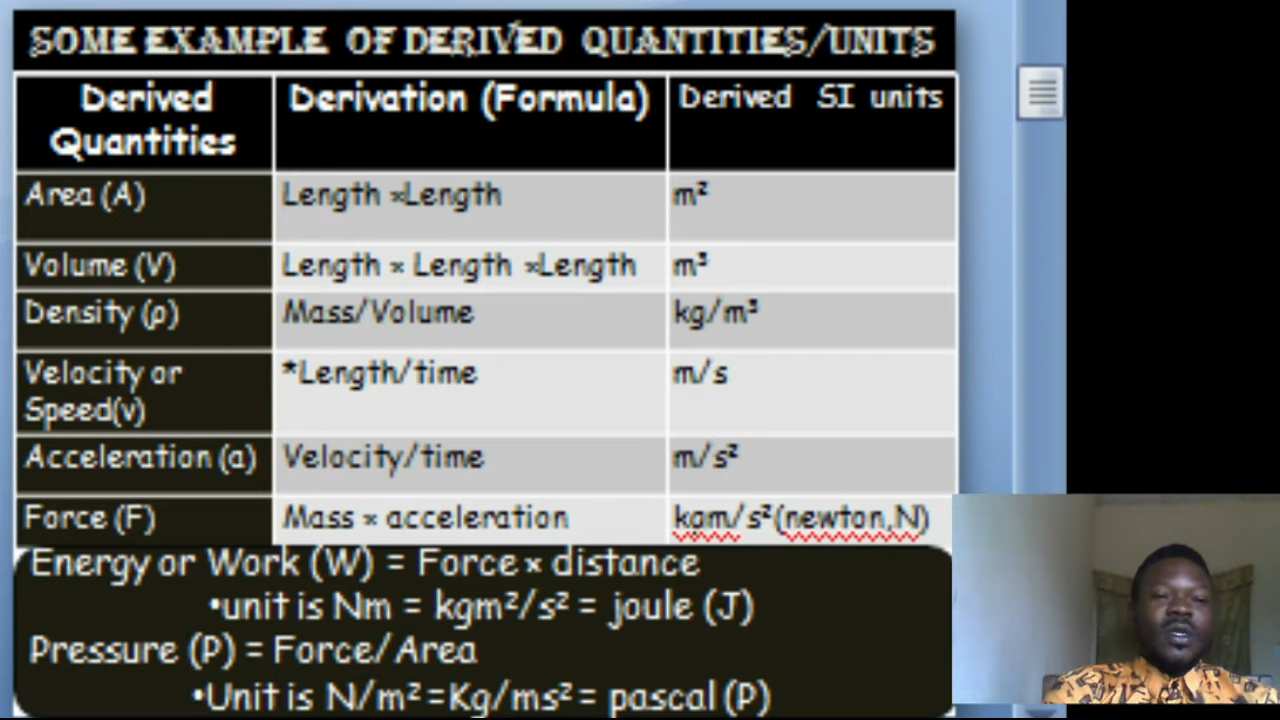 SOME EXAMPLE OF DERIVED QUANTITIES/UNITS
Derived Quantities
Derivation (Formula)
Derived SI units
Area (A)
Length ×Length
m²
Volume (V)
Length × Length ×Length
m³
Density (ρ)
Mass/Volume
kg/m³
Velocity or
Speed(v)
*Length/time
m/s
Acceleration (a)
Velocity/time
m/s²
Force (F)
Mass × acceleration
kgm/s²(newton,N)
Energy or Work (W) = Force × distance
•unit is Nm = kgm²/s² = joule (J)
Pressure (P) = Force/Area
•Unit is N/m² =Kg/ms² = pascal (P)